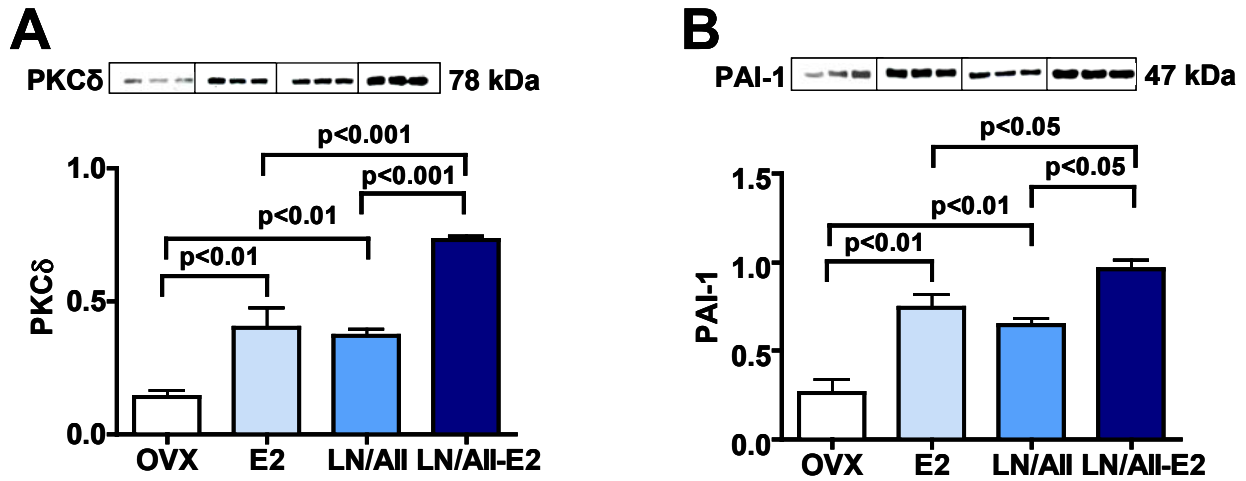 A
PKCδ
78 kDa
p<0.001
p<0.001
p<0.01
p<0.01
1.0
0.5
0.0
PKCδ
OVX E2 LN/AII LN/AII-E2
B
PAI-1
47 kDa
p<0.05
p<0.05
p<0.01
p<0.01
1.5
1.0
0.5
0.0
PAI-1
OVX E2 LN/AII LN/AII-E2